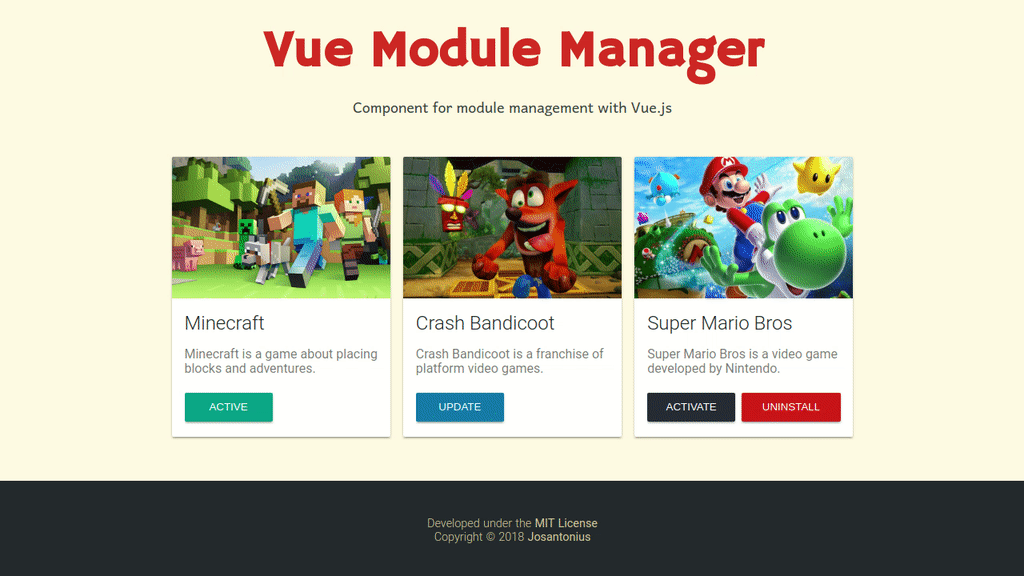 Vue Module Manager
Component for module management with Vue.js
Minecraft
Minecraft is a game about placing
blocks and adventures.
ACTIVE
Crash Bandicoot
Crash Bandicoot is a franchise of
platform video games.
UPDATE
Super Mario Bros
Super Mario Bros is a video game
developed by Nintendo.
ACTIVATE
UNINSTALL
Developed under the MIT License
Copyright © 2018 Josantonius